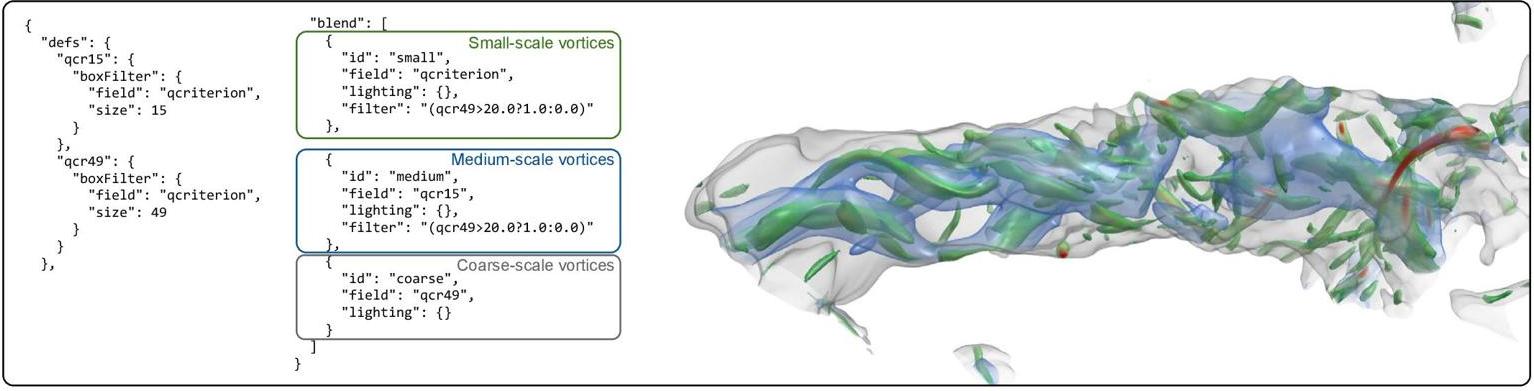 {
  "defs": {
    "qcr15": {
      "boxFilter": {
        "field": "qcriterion",
        "size": 15
      }
    },
    "qcr49": {
      "boxFilter": {
        "field": "qcriterion",
        "size": 49
      }
    }
  },
  "blend": [
    {
Small-scale vortices
      "id": "small",
      "field": "qcriterion",
      "lighting": {},
      "filter": "(qcr49>20.0?1.0:0.0)"
    },
    {
Medium-scale vortices
      "id": "medium",
      "field": "qcr15",
      "lighting": {},
      "filter": "(qcr49>20.0?1.0:0.0)"
    },
    {
Coarse-scale vortices
      "id": "coarse",
      "field": "qcr49",
      "lighting": {}
    }
  ]
}